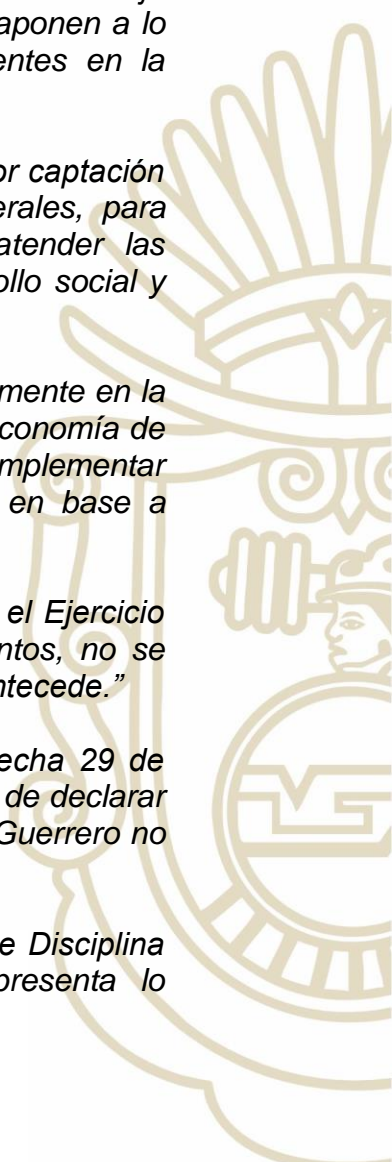 aponen a lo
entes en la
or captación
erales, para
atender las
ollo social y
mente en la
conomía de
mplementar
en base a
el Ejercicio
ntos, no se
ntecede.”
echa 29 de
de declarar
Guerrero no
e Disciplina
presenta lo